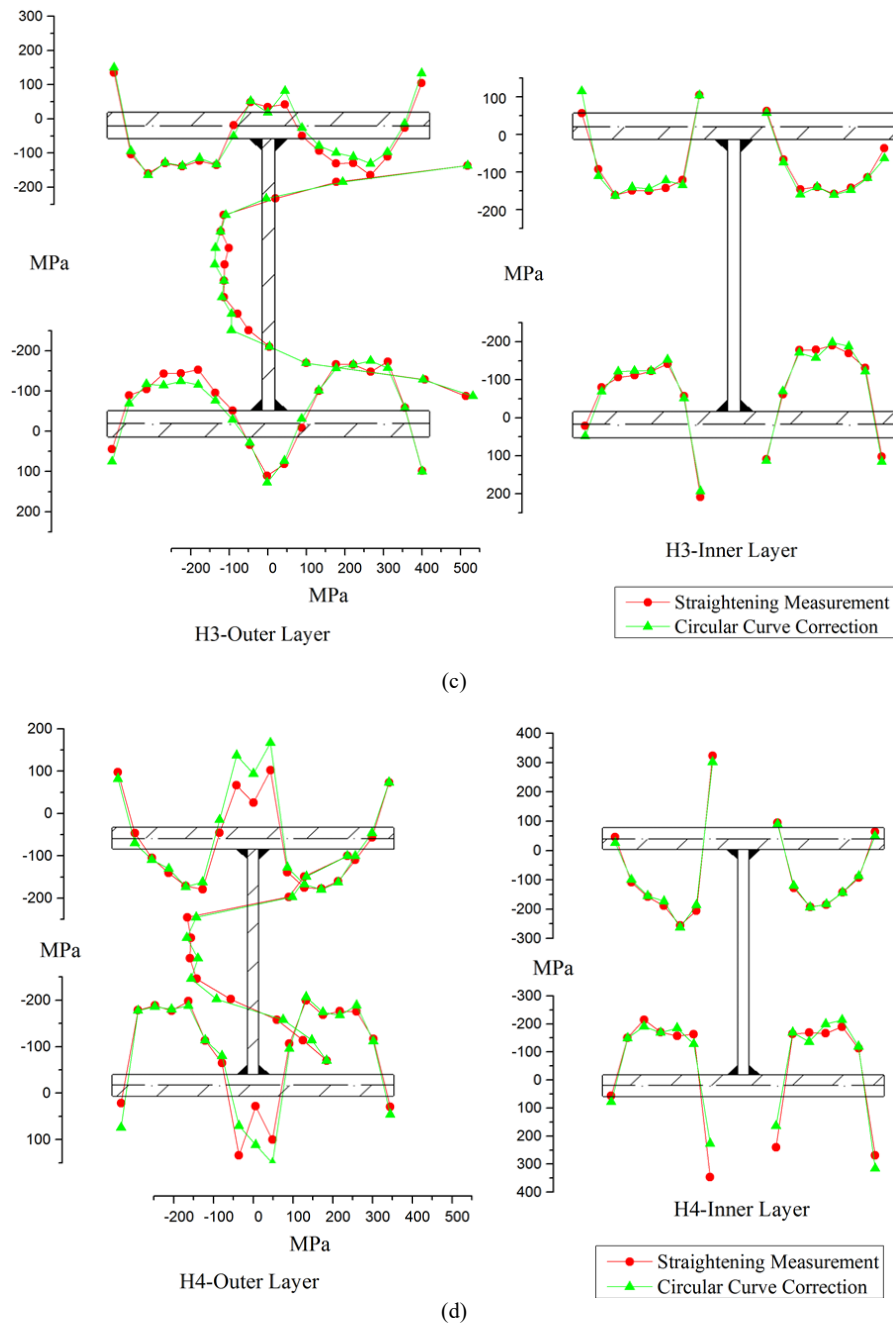 300
200
100
0
-100
-200
MPa
-200
-100
0
100
200
-200 -100 0 100 200 300 400 500
MPa
H3-Outer Layer
100
0
-100
-200
MPa
-200
-100
0
100
200
H3-Inner Layer
Straightening Measurement
Circular Curve Correction
(c)
200
100
0
-100
-200
MPa
-200
-100
0
100
-200 -100 0 100 200 300 400 500
MPa
H4-Outer Layer
400
300
200
100
0
-100
-200
-300
MPa
-300
-200
-100
0
100
200
300
400
H4-Inner Layer
Straightening Measurement
Circular Curve Correction
(d)